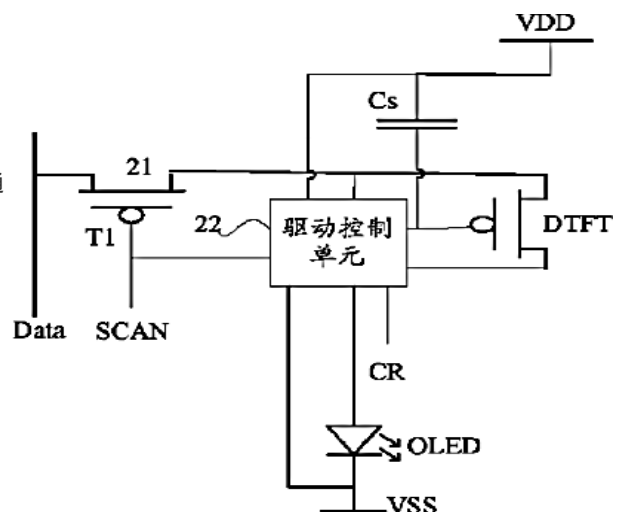 VDD
Cs
21
T1
22
驱动控制
单元
DTFT
Data
SCAN
CR
OLED
VSS